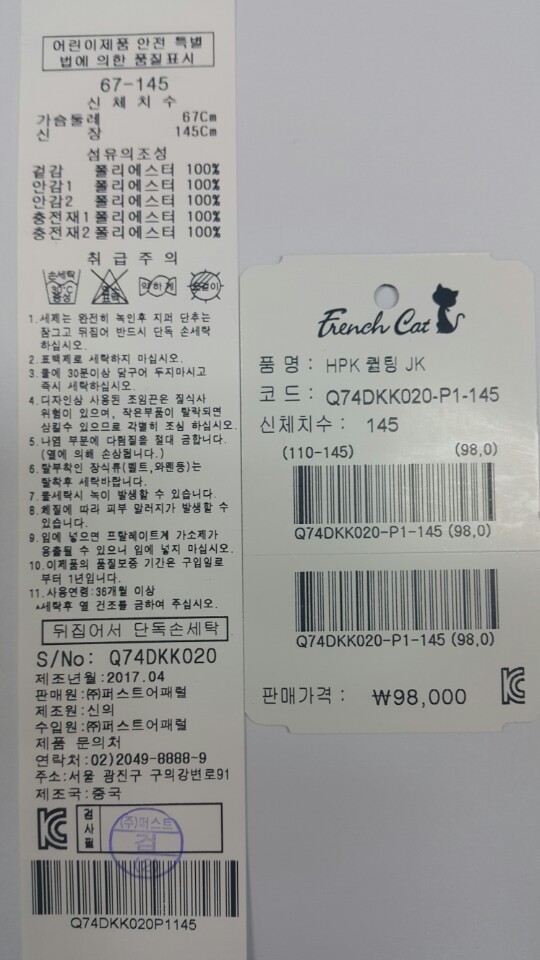 어린이제품 안전 특별
법에 의한 품질표시
67-145
신 체 치 수
가슴둘레 67Cm
신 장 145Cm
섬유의조성
겉감 폴리에스터 100%
안감1 폴리에스터 100%
안감2 폴리에스터 100%
충전재1 폴리에스터 100%
충전재2 폴리에스터 100%
취 급 주 의
손세탁
30°C
중성
염소
표백
약하게
옷걸이
1.세제는 완전히 녹인후 지퍼 단추는
잠그고 뒤집어 반드시 단독 손세탁
하십시오.
2.표백제로 세탁하지 마십시오.
3.물에 30분이상 담구어 두지마시고
즉시 세탁하십시오.
4.디자인상 사용된 조임끈은 질식사
위험이 있으며, 작은부품이 탈락되면
삼킬수 있으므로 각별히 조심 하십시오.
5.나염 부분에 다림질을 절대 금합니다.
(열에 의해 손상됩니다.)
6.탈부착인 장식류(벨트,와펜등)는
탈착후 세탁바랍니다.
7.물세탁시 녹이 발생할 수 있습니다.
8.체질에 따라 피부 알러지가 발생할 수
있습니다.
9.입에 넣으면 프탈레이트계 가소제가
용출될 수 있으니 입에 넣지 마십시오.
10.이제품의 품질보증 기간은 구입일로
부터 1년입니다.
11.사용연령:36개월 이상
*세탁후 열 건조를 금하여 주십시오.
뒤집어서 단독손세탁
S/No: Q74DKK020
제조년월:2017.04
판매원:㈜퍼스트어패럴
제조원:신의
수입원:㈜퍼스트어패럴
제품 문의처
연락처:02)2049-8888-9
주소:서울 광진구 구의강변로91
제조국:중국
검사필
(주)퍼스트
검
Q74DKK020P1145
French Cat
품 명 : HPK 퀼팅 JK
코 드 : Q74DKK020-P1-145
신체치수 : 145
(110-145) (98,0)
Q74DKK020-P1-145 (98,0)
Q74DKK020-P1-145 (98,0)
판매가격 : ₩98,000